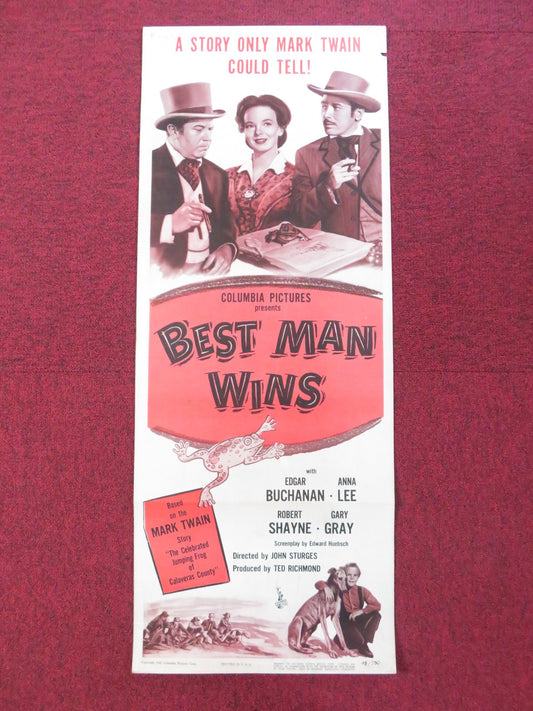 A STORY ONLY MARK TWAIN
COULD TELL!
COLUMBIA PICTURES
presents
BEST MAN
WINS
with
EDGAR ANNA
BUCHANAN · LEE
ROBERT GARY
SHAYNE · GRAY
Screenplay by Edward Huebsch
Directed by JOHN STURGES
Produced by TED RICHMOND
Based
on the
MARK TWAIN
Story
"The Celebrated
Jumping Frog
of
Calaveras County"